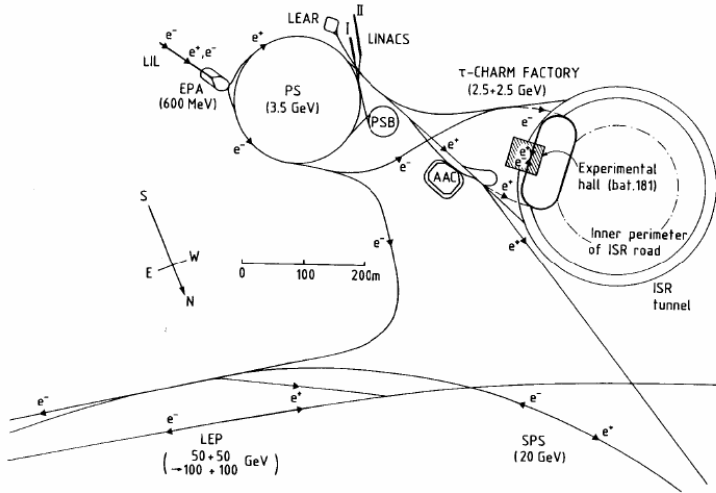 II
LEAR
I
LINACS
e⁻
LIL
e⁺,e⁻
e⁺
EPA
(600 MeV)
PS
(3.5 GeV)
PSB
τ-CHARM FACTORY
(2.5+2.5 GeV)
e⁻
e⁺
e⁻
e⁻
AAC
e⁺
e⁻
e⁺
Experimental
hall (bat.181)
Inner perimeter
of ISR road
ISR
tunnel
S
W
E
N
0 100 200m
e⁻
e⁺
e⁻
e⁺
e⁻
LEP
( 50+50
→100 + 100 GeV )
e⁻
e⁺
SPS
(20 GeV)